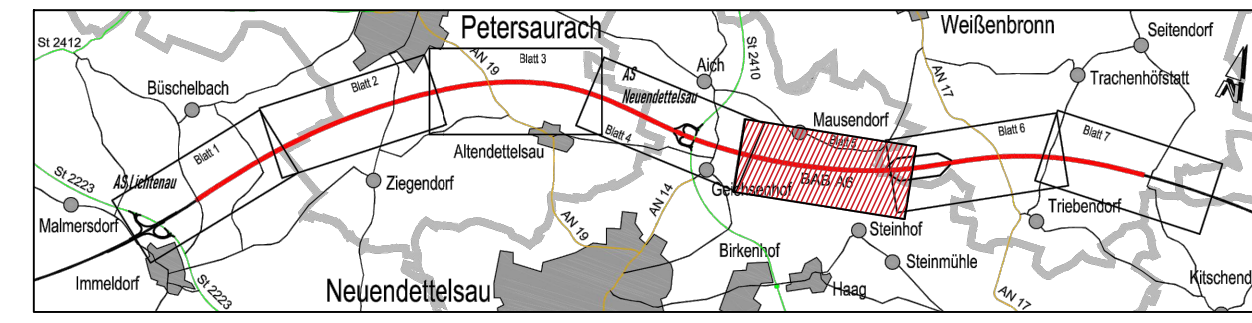 Petersaurach
Weißenbronn
Seitendorf
St 2412
St 2410
AN 19
Blatt 3
Aich
AS
Neuendettelsau
AN 17
Trachenhöfstatt
Büschelbach
Blatt 2
Mausendorf
Blatt 6
Blatt 7
Blatt 1
Blatt 4
Blatt 5
Altendettelsau
BAB A6
AS Lichtenau
St 2223
Ziegendorf
Geichsenhof
Malmersdorf
AN 14
Triebendorf
AN 19
Steinhof
Birkenhof
Steinmühle
Immeldorf
St 2223
Neuendettelsau
Haag
AN 17
Kitschend
N